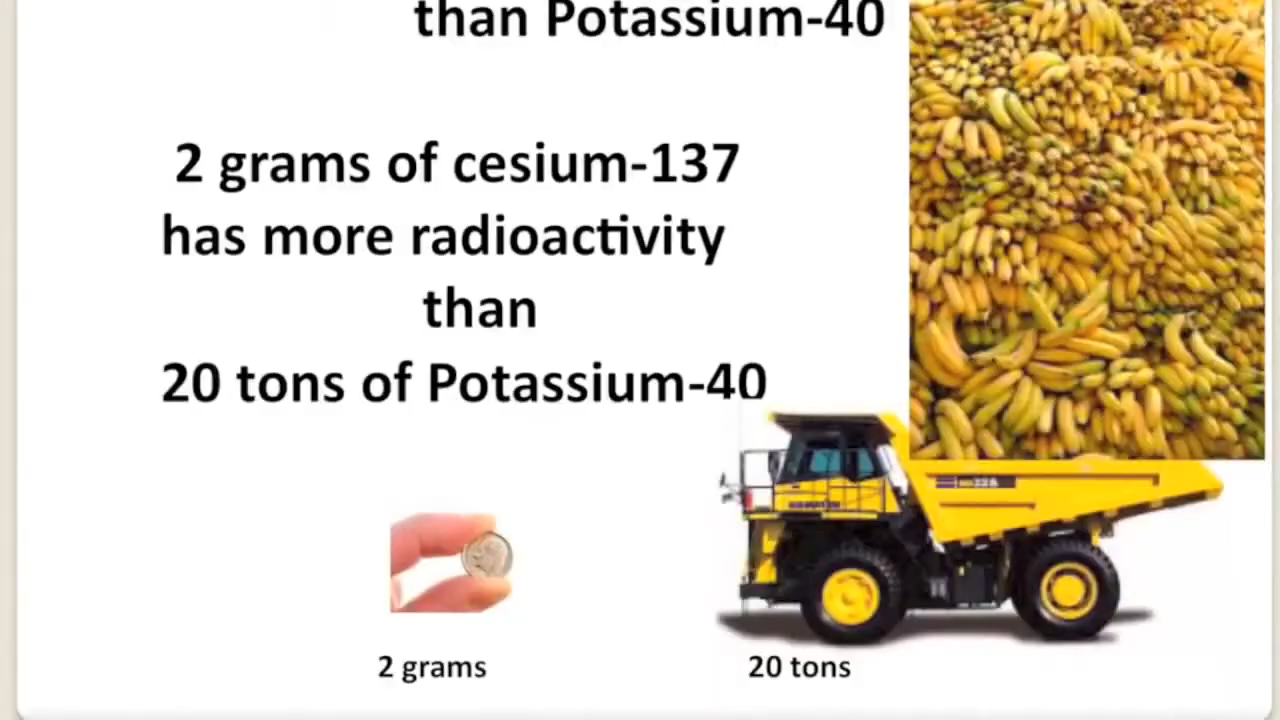 than Potassium-40
2 grams of cesium-137
has more radioactivity
than
20 tons of Potassium-40
2 grams
20 tons